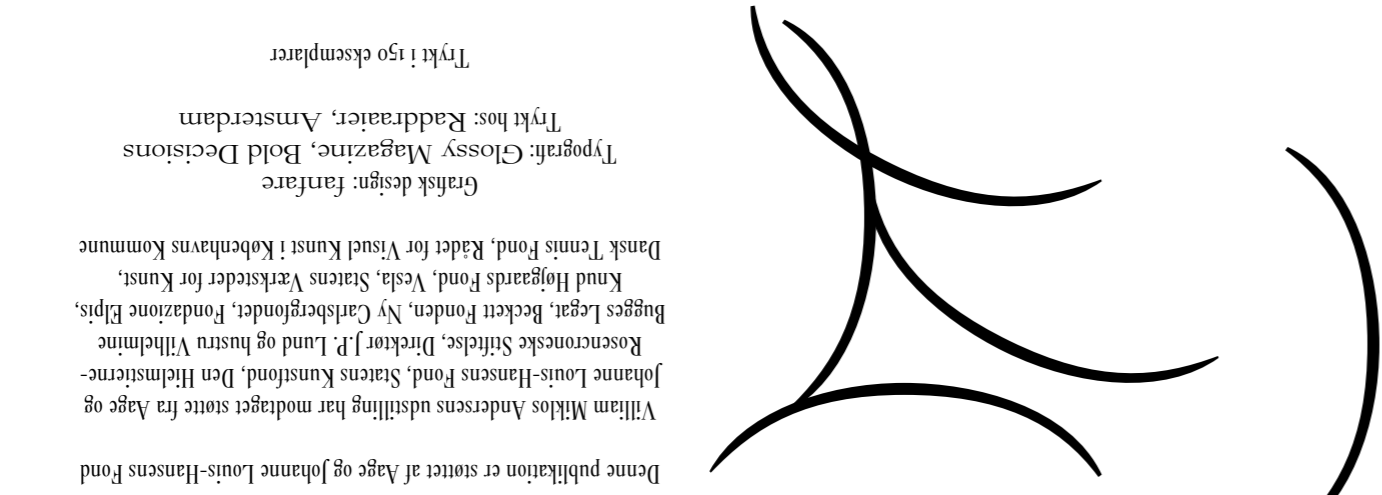 Denne publikation er støttet af Aage og Johanne Louis-Hansens Fond
William Miklos Andersens udstilling har modtaget støtte fra Aage og
Johanne Louis-Hansens Fond, Statens Kunstfond, Den Hielmstierne-
Rosencroneske Stiftelse, Direktør J.P. Lund og hustru Vilhelmine
Bugges Legat, Beckett Fonden, Ny Carlsbergfondet, Fondazione Elpis,
Knud Højgaards Fond, Vesla, Statens Værksteder for Kunst,
Dansk Tennis Fond, Rådet for Visuel Kunst i Københavns Kommune
Grafisk design: fanfare
Typografi: Glossy Magazine, Bold Decisions
Trykt hos: Raddraaier, Amsterdam
Trykt i 150 eksemplarer